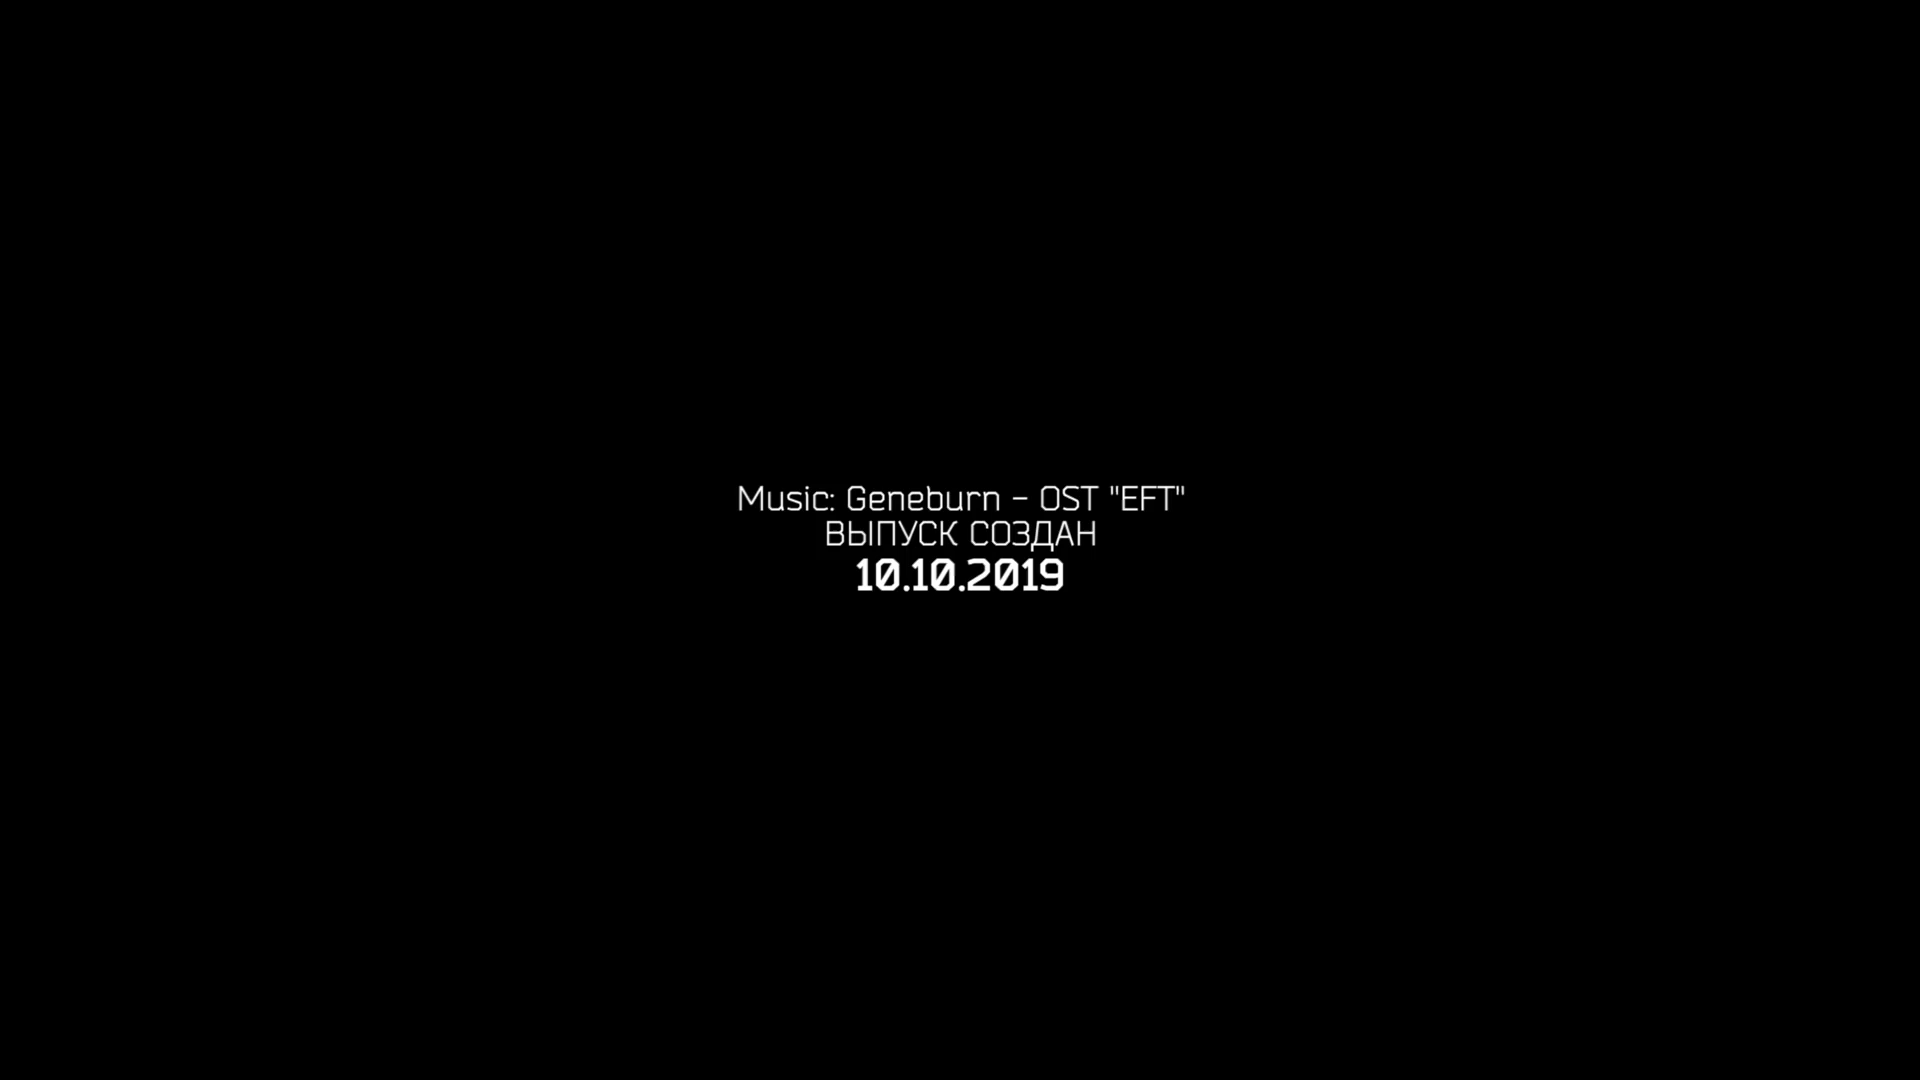 Music: Geneburn - OST "EFT"
ВЫПУСК СОЗДАН
10.10.2019